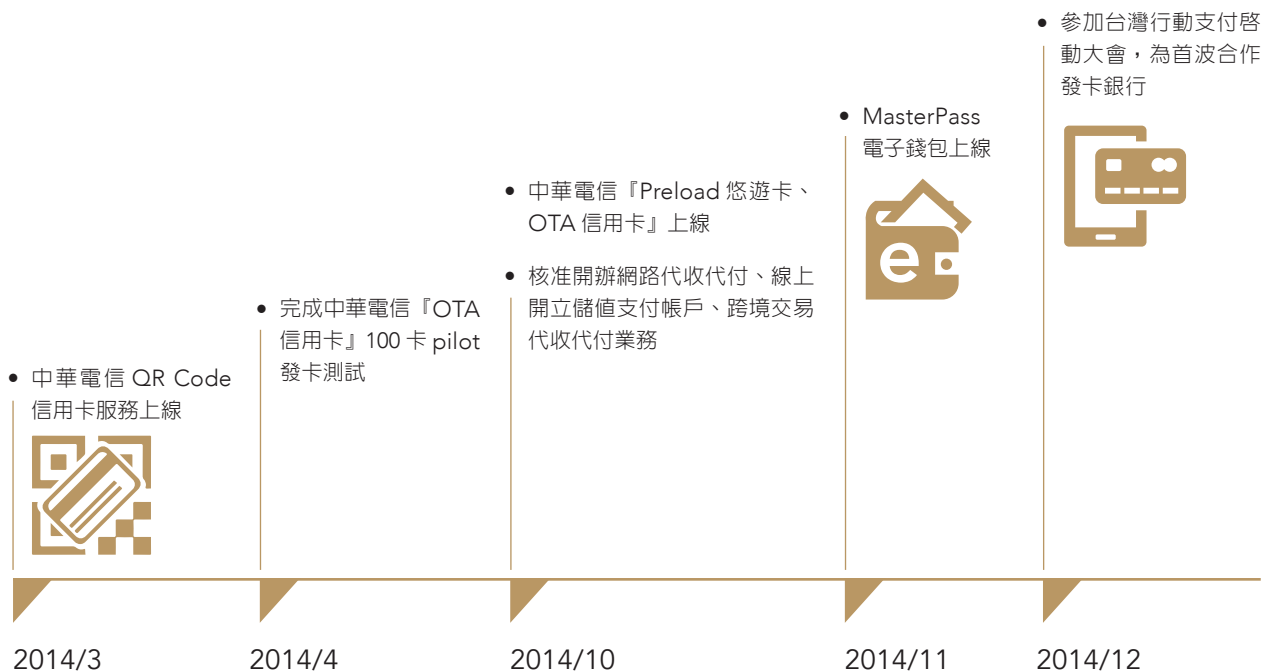 • 中華電信 QR Code
信用卡服務上線
2014/3
• 完成中華電信『OTA
信用卡』100 卡 pilot
發卡測試
2014/4
• 中華電信『Preload 悠遊卡、
OTA 信用卡』上線
• 核准開辦網路代收代付、線上
開立儲值支付帳戶、跨境交易
代收代付業務
2014/10
• MasterPass
電子錢包上線
e
2014/11
• 參加台灣行動支付啓
動大會，為首波合作
發卡銀行
2014/12